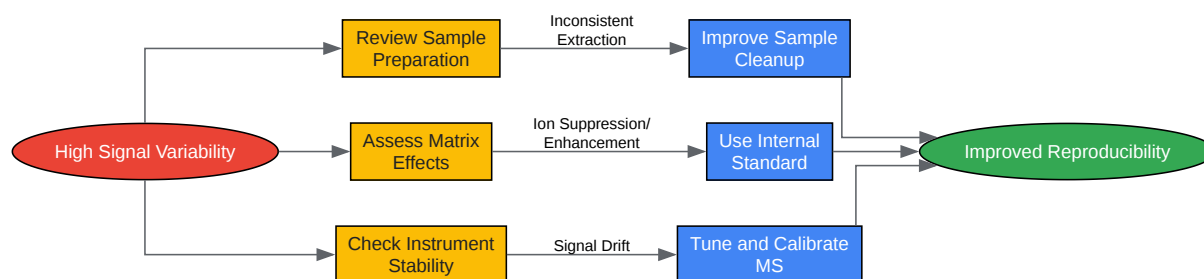 Review Sample
Preparation
Inconsistent
Extraction
Improve Sample
Cleanup
High Signal Variability
Assess Matrix
Effects
Ion Suppression/
Enhancement
Use Internal
Standard
Improved Reproducibility
Check Instrument
Stability
Signal Drift
Tune and Calibrate
MS